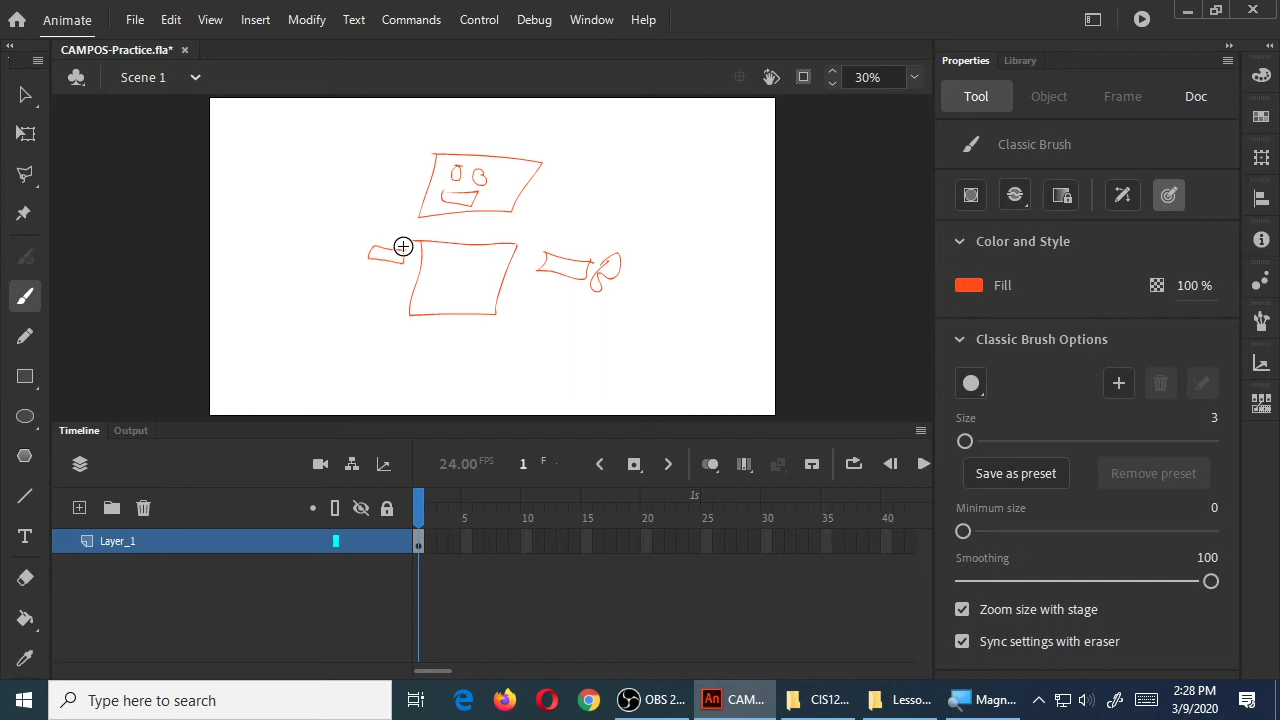 Animate File Edit View Insert Modify Text Commands Control Debug Window Help
CAMPOS-Practice.fla*
Scene 1 30%
Properties Library
Tool Object Frame Doc
Classic Brush
Color and Style
Fill 100 %
Classic Brush Options
Size 3
Save as preset Remove preset
Minimum size 0
Smoothing 100
Zoom size with stage
Sync settings with eraser
Timeline Output
24.00 FPS 1 F
1s
5 10 15 20 25 30 35 40
Layer_1
Type here to search
OBS 2... An CAM... CIS12... Lesso... Magn...
2:28 PM
3/9/2020